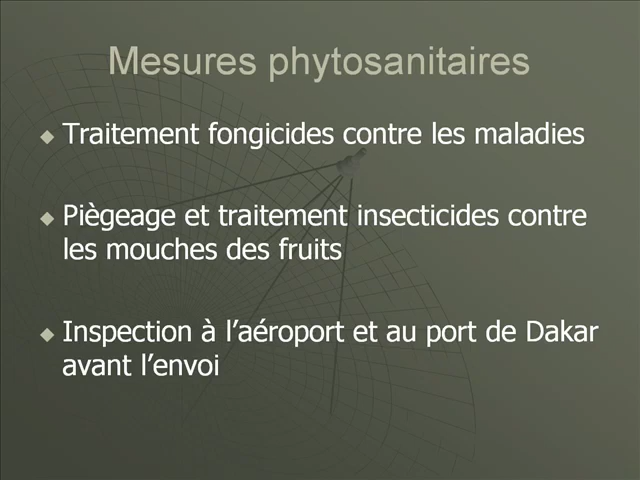 Mesures phytosanitaires
Traitement fongicides contre les maladies
Piègeage et traitement insecticides contre
les mouches des fruits
Inspection à l'aéroport et au port de Dakar
avant l'envoi